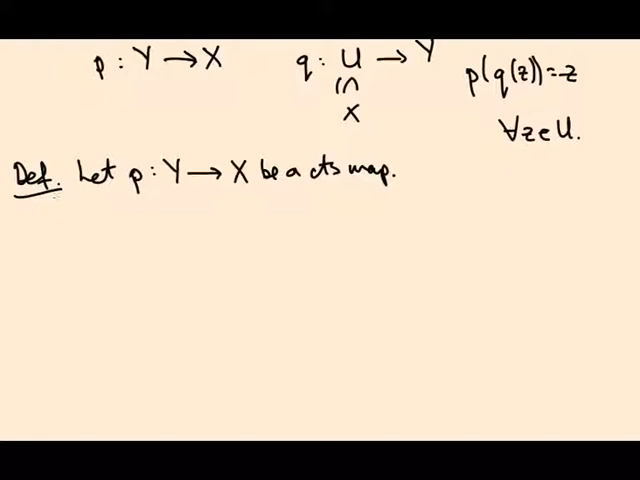 p : Y → X   q : U → Y   p(q(z)) = z
∩
X   ∀z ∈ U.
Def. Let p : Y → X be a cts map.